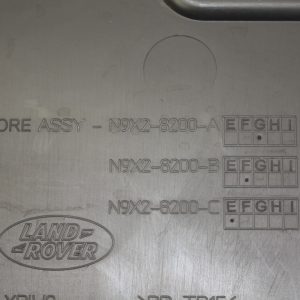 ORE ASSY - N9X2-8200-A E F G H I
N9X2-8200-B E F G H I
N9X2-8200-C E F G H I
LAND
ROVER